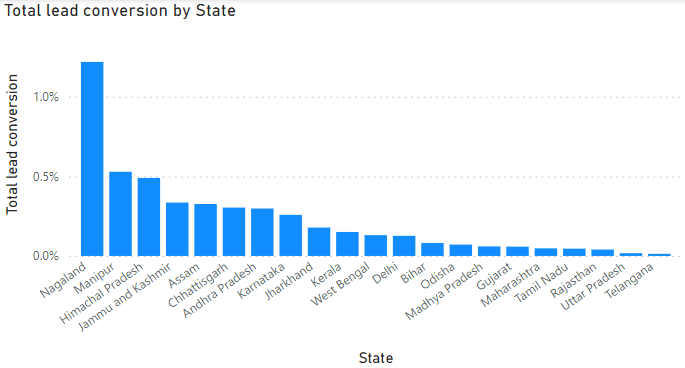 Total lead conversion by State
Total lead conversion
1.0%
0.5%
0.0%
Nagaland
Manipur
Himachal Pradesh
Jammu and Kashmir
Assam
Chhattisgarh
Andhra Pradesh
Karnataka
Jharkhand
Kerala
West Bengal
Delhi
Bihar
Odisha
Madhya Pradesh
Gujarat
Maharashtra
Tamil Nadu
Rajasthan
Uttar Pradesh
Telangana
State